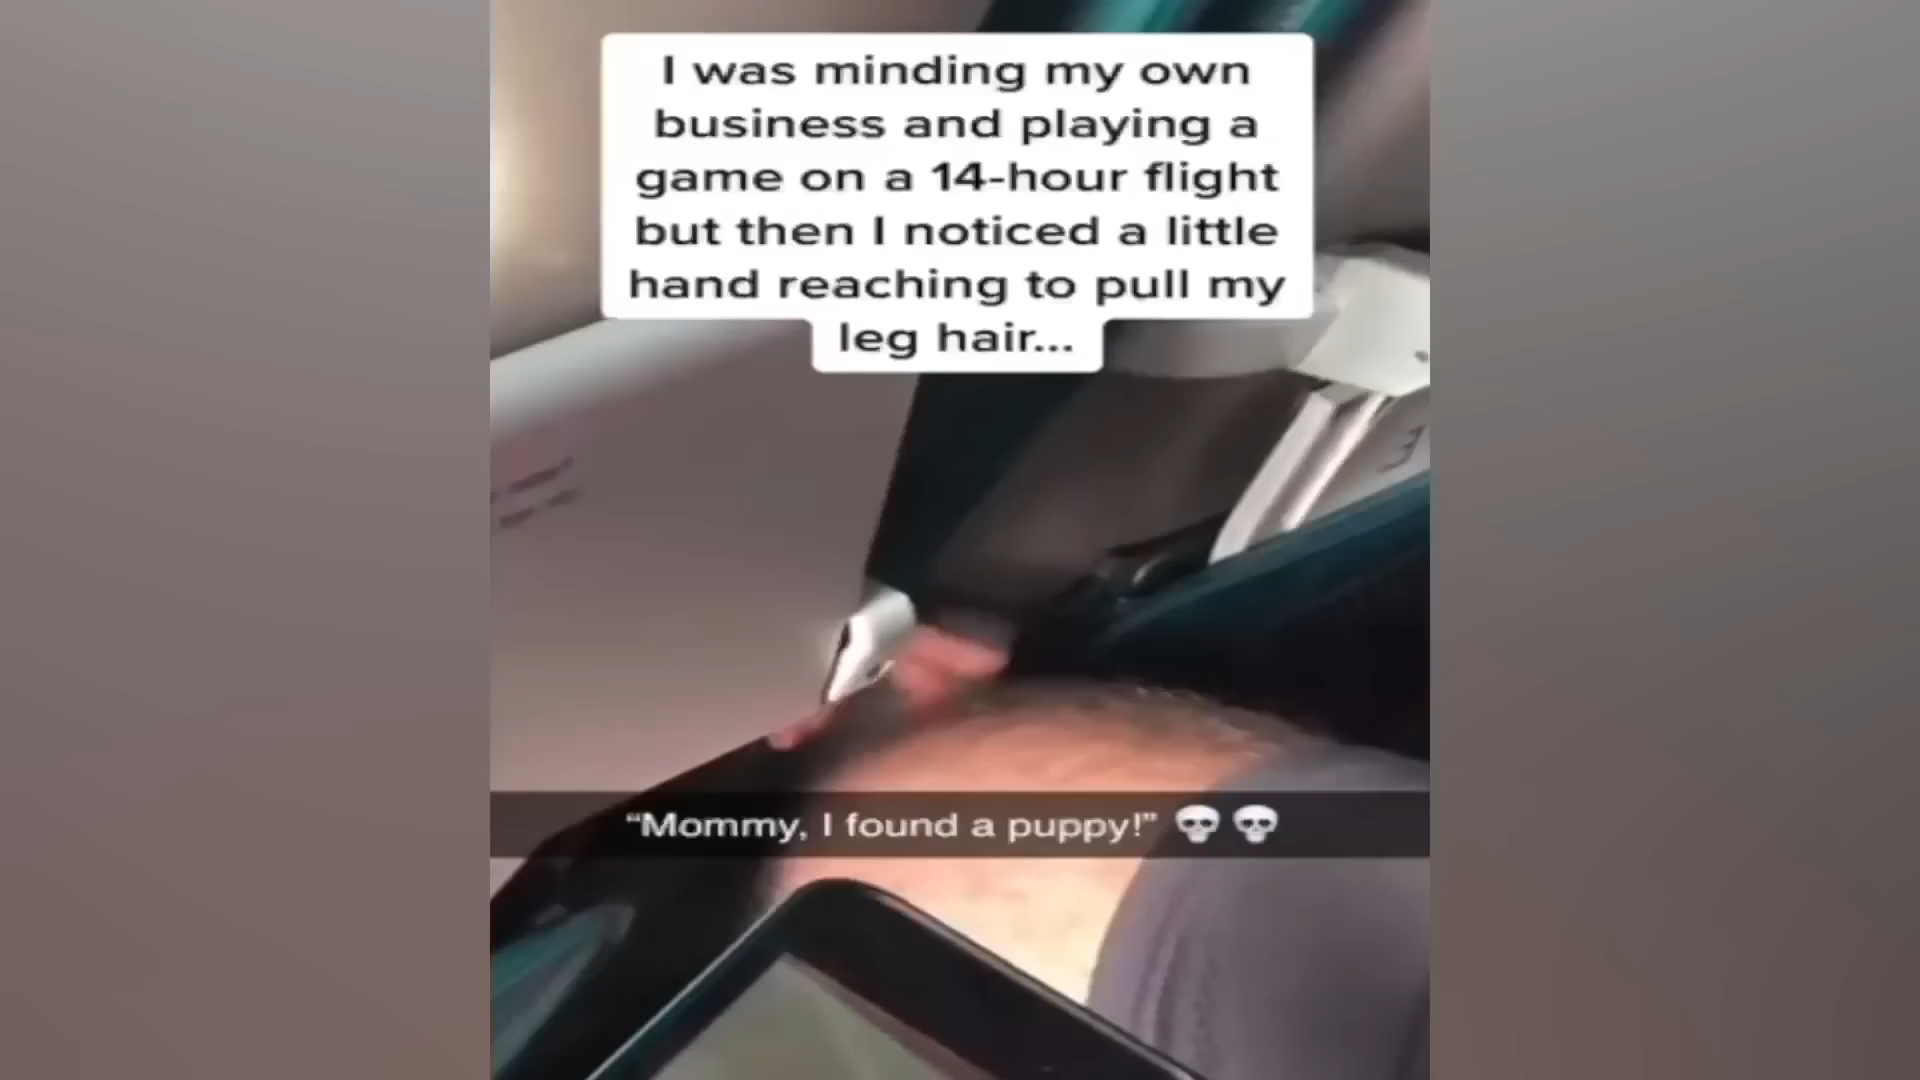 I was minding my own
business and playing a
game on a 14-hour flight
but then I noticed a little
hand reaching to pull my
leg hair...
“Mommy, I found a puppy!” 💀💀